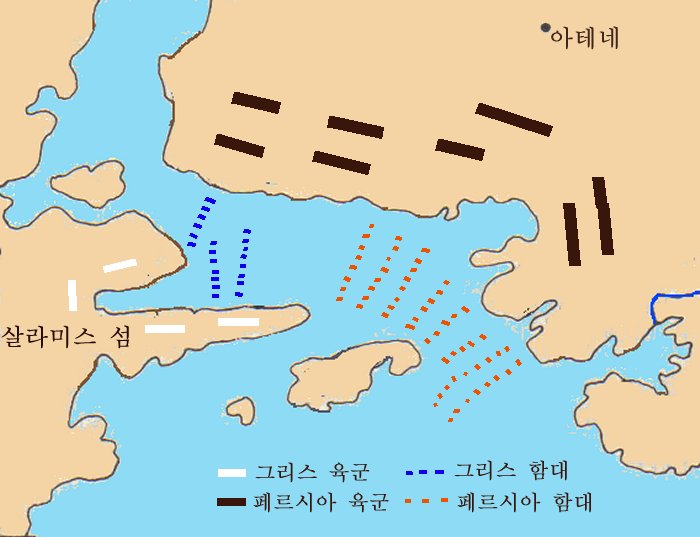 아테네
살라미스 섬
그리스 육군
그리스 함대
페르시아 육군
페르시아 함대